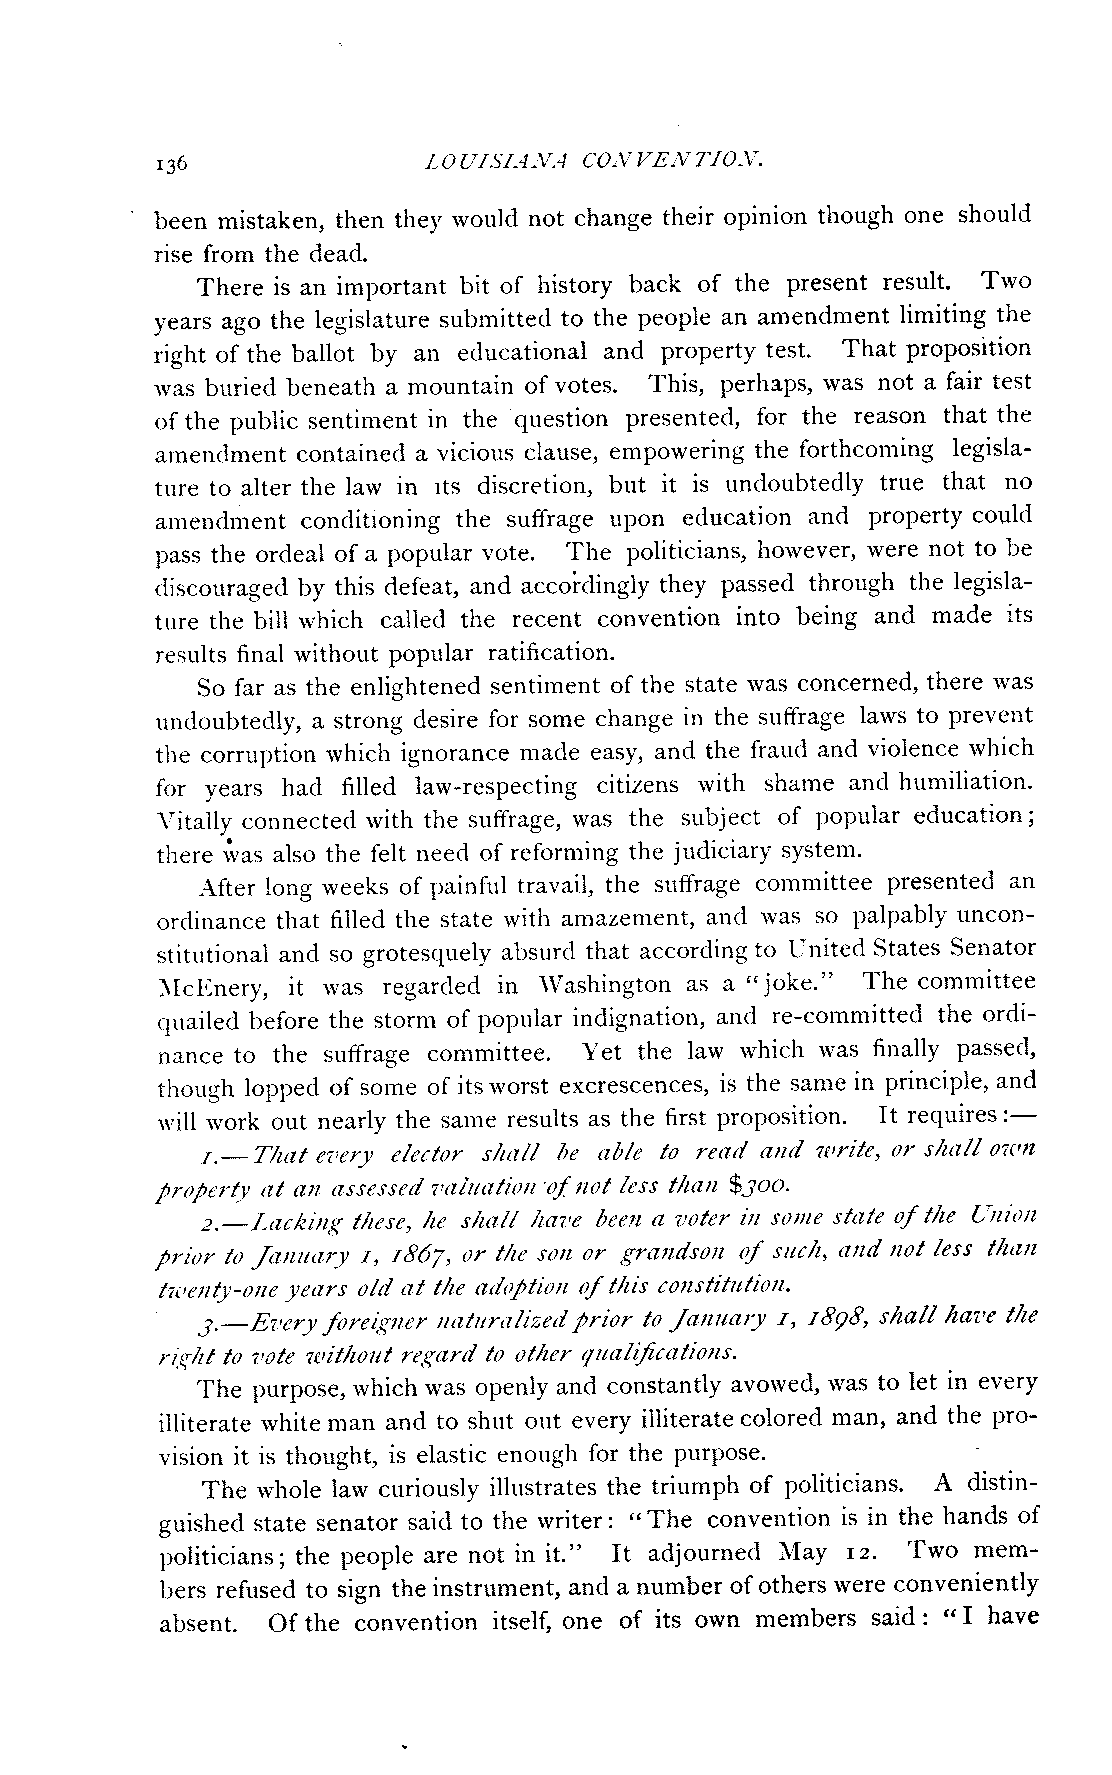 136 LOUISIANA CONVENTION.
been mistaken, then they would not change their opinion though one should
rise from the dead.
There is an important bit of history back of the present result. Two
years ago the legislature submitted to the people an amendment limiting the
right of the ballot by an educational and property test. That proposition
was buried beneath a mountain of votes. This, perhaps, was not a fair test
of the public sentiment in the question presented, for the reason that the
amendment contained a vicious clause, empowering the forthcoming legisla-
ture to alter the law in its discretion, but it is undoubtedly true that no
amendment conditioning the suffrage upon education and property could
pass the ordeal of a popular vote. The politicians, however, were not to be
discouraged by this defeat, and accordingly they passed through the legisla-
ture the bill which called the recent convention into being and made its
results final without popular ratification.
So far as the enlightened sentiment of the state was concerned, there was
undoubtedly, a strong desire for some change in the suffrage laws to prevent
the corruption which ignorance made easy, and the fraud and violence which
for years had filled law-respecting citizens with shame and humiliation.
Vitally connected with the suffrage, was the subject of popular education;
there was also the felt need of reforming the judiciary system.
After long weeks of painful travail, the suffrage committee presented an
ordinance that filled the state with amazement, and was so palpably uncon-
stitutional and so grotesquely absurd that according to United States Senator
McEnery, it was regarded in Washington as a "joke." The committee
quailed before the storm of popular indignation, and re-committed the ordi-
nance to the suffrage committee. Yet the law which was finally passed,
though lopped of some of its worst excrescences, is the same in principle, and
will work out nearly the same results as the first proposition. It requires:—
1.—That every elector shall be able to read and write, or shall own
property at an assessed valuation of not less than $300.
2.—Lacking these, he shall have been a voter in some state of the Union
prior to January 1, 1867, or the son or grandson of such, and not less than
twenty-one years old at the adoption of this constitution.
3.—Every foreigner naturalized prior to January 1, 1898, shall have the
right to vote without regard to other qualifications.
The purpose, which was openly and constantly avowed, was to let in every
illiterate white man and to shut out every illiterate colored man, and the pro-
vision it is thought, is elastic enough for the purpose.
The whole law curiously illustrates the triumph of politicians. A distin-
guished state senator said to the writer: "The convention is in the hands of
politicians; the people are not in it." It adjourned May 12. Two mem-
bers refused to sign the instrument, and a number of others were conveniently
absent. Of the convention itself, one of its own members said: "I have